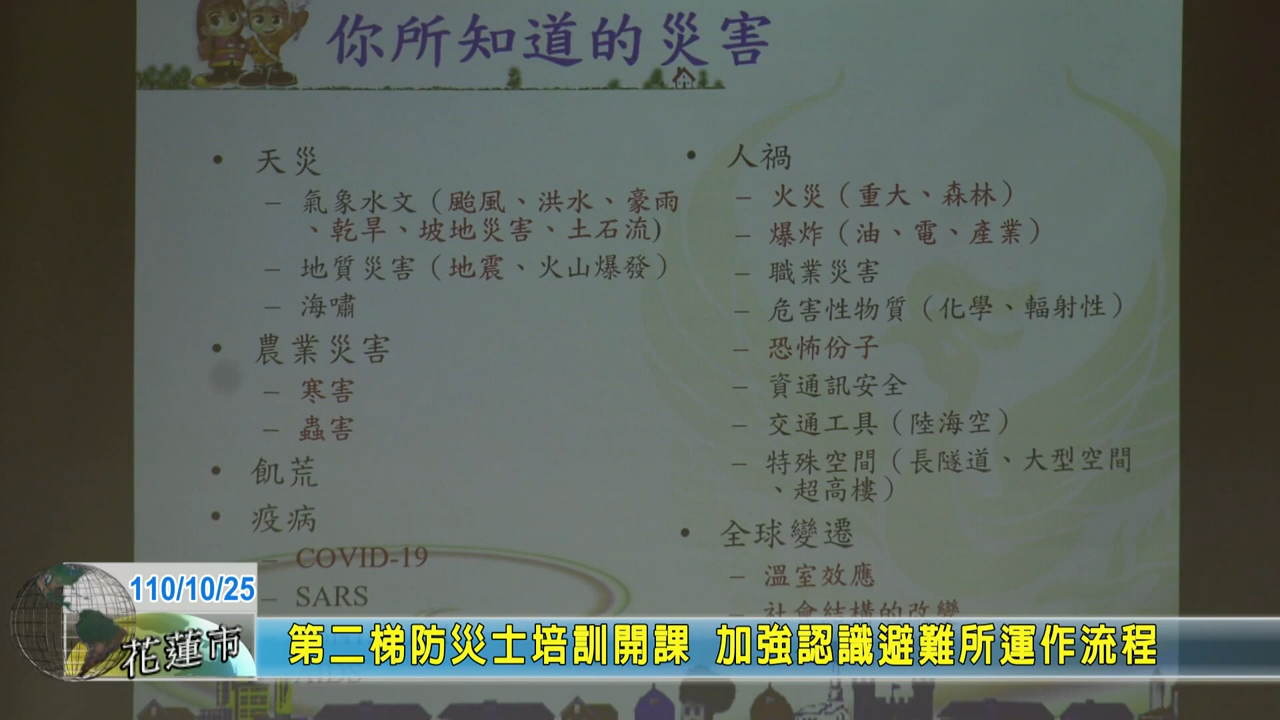 你所知道的災害
• 天災
– 氣象水文（颱風、洪水、豪雨
、乾旱、坡地災害、土石流)
– 地質災害（地震、火山爆發）
– 海嘯
• 農業災害
– 寒害
– 蟲害
• 飢荒
• 疫病
– COVID-19
– SARS
• 人禍
– 火災（重大、森林）
– 爆炸（油、電、產業）
– 職業災害
– 危害性物質（化學、輻射性）
– 恐怖份子
– 資通訊安全
– 交通工具（陸海空）
– 特殊空間（長隧道、大型空間
、超高樓）
• 全球變遷
– 溫室效應
– 社會結構的改變
110/10/25
花蓮市
第二梯防災士培訓開課 加強認識避難所運作流程